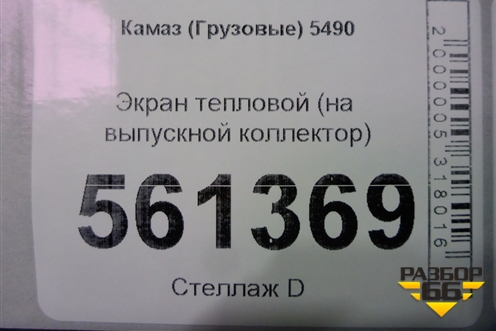 Камаз (Грузовые) 5490
Экран тепловой (на
выпускной коллектор)
561369
Стеллаж D
2000005318016
РАЗБОР
66